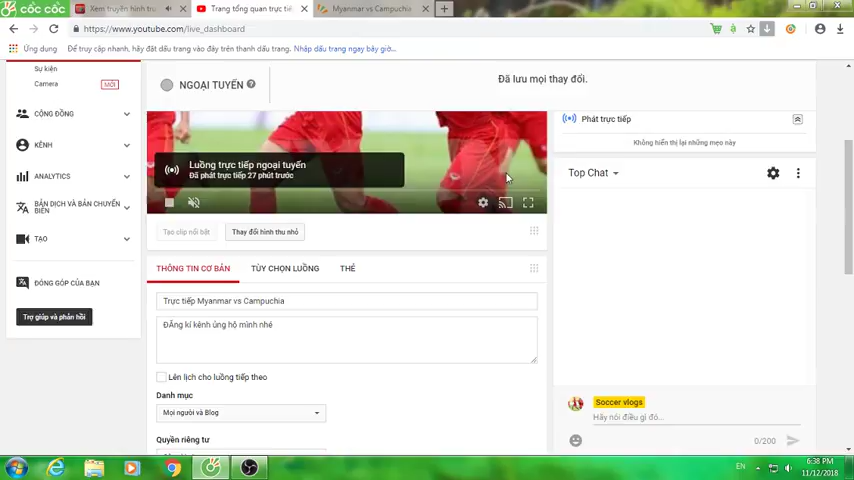 cốc cốc
Xem truyền hình trụ
Trang tổng quan trực tiế
Myanmar vs Campuchia
https://www.youtube.com/live_dashboard
Ứng dụng
Để truy cập nhanh, hãy đặt dấu trang vào đây trên thanh dấu trang.
Nhập dấu trang ngay bây giờ...
Sự kiện
Camera
MỚI
CỘNG ĐỒNG
KÊNH
ANALYTICS
BẢN DỊCH VÀ BẢN CHUYỂN BIÊN
TẠO
ĐÓNG GÓP CỦA BẠN
Trợ giúp và phản hồi
NGOẠI TUYẾN
Đã lưu mọi thay đổi.
Luồng trực tiếp ngoại tuyến
Đã phát trực tiếp 27 phút trước
Tạo clip nổi bật
Thay đổi hình thu nhỏ
THÔNG TIN CƠ BẢN
TÙY CHỌN LUỒNG
THẺ
Trực tiếp Myanmar vs Campuchia
ĐĂng kí kênh ủng hộ mình nhé
Lên lịch cho luồng tiếp theo
Danh mục
Mọi người và Blog
Quyền riêng tư
Phát trực tiếp
Không hiển thị lại những mẹo này
Top Chat
Soccer vlogs
Hãy nói điều gì đó...
0/200
EN
6:38 PM
11/12/2018